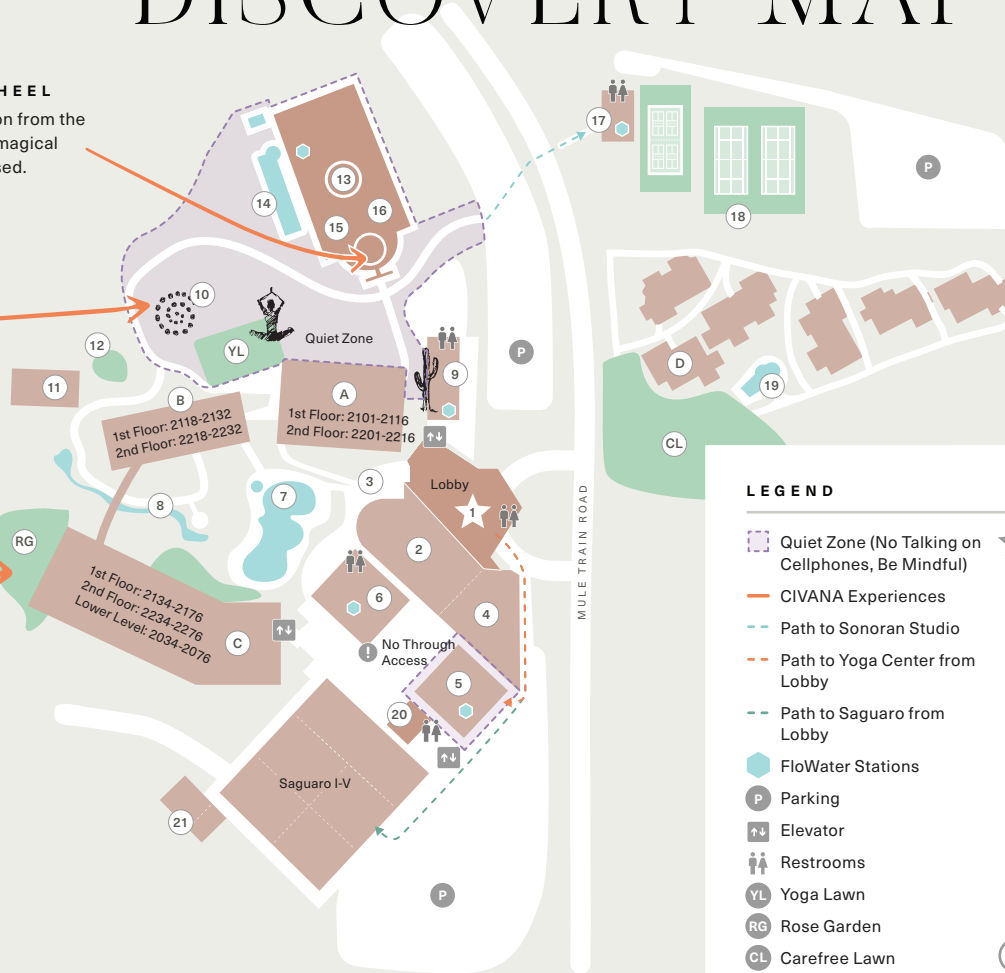 DISCOVERY MAP
HEEL
on from the
magical
sed.
17
P
18
13
14
16
15
10
Quiet Zone
YL
12
11
B
1st Floor: 2118-2132
2nd Floor: 2218-2232
A
1st Floor: 2101-2116
2nd Floor: 2201-2216
9
P
D
19
CL
3
Lobby
1
7
8
2
RG
1st Floor: 2134-2176
2nd Floor: 2234-2276
Lower Level: 2034-2076
C
6
4
! No Through
Access
5
20
Saguaro I-V
21
P
MULE TRAIN ROAD
LEGEND
Quiet Zone (No Talking on
Cellphones, Be Mindful)
CIVANA Experiences
Path to Sonoran Studio
Path to Yoga Center from
Lobby
Path to Saguaro from
Lobby
FloWater Stations
P Parking
Elevator
Restrooms
YL Yoga Lawn
RG Rose Garden
CL Carefree Lawn